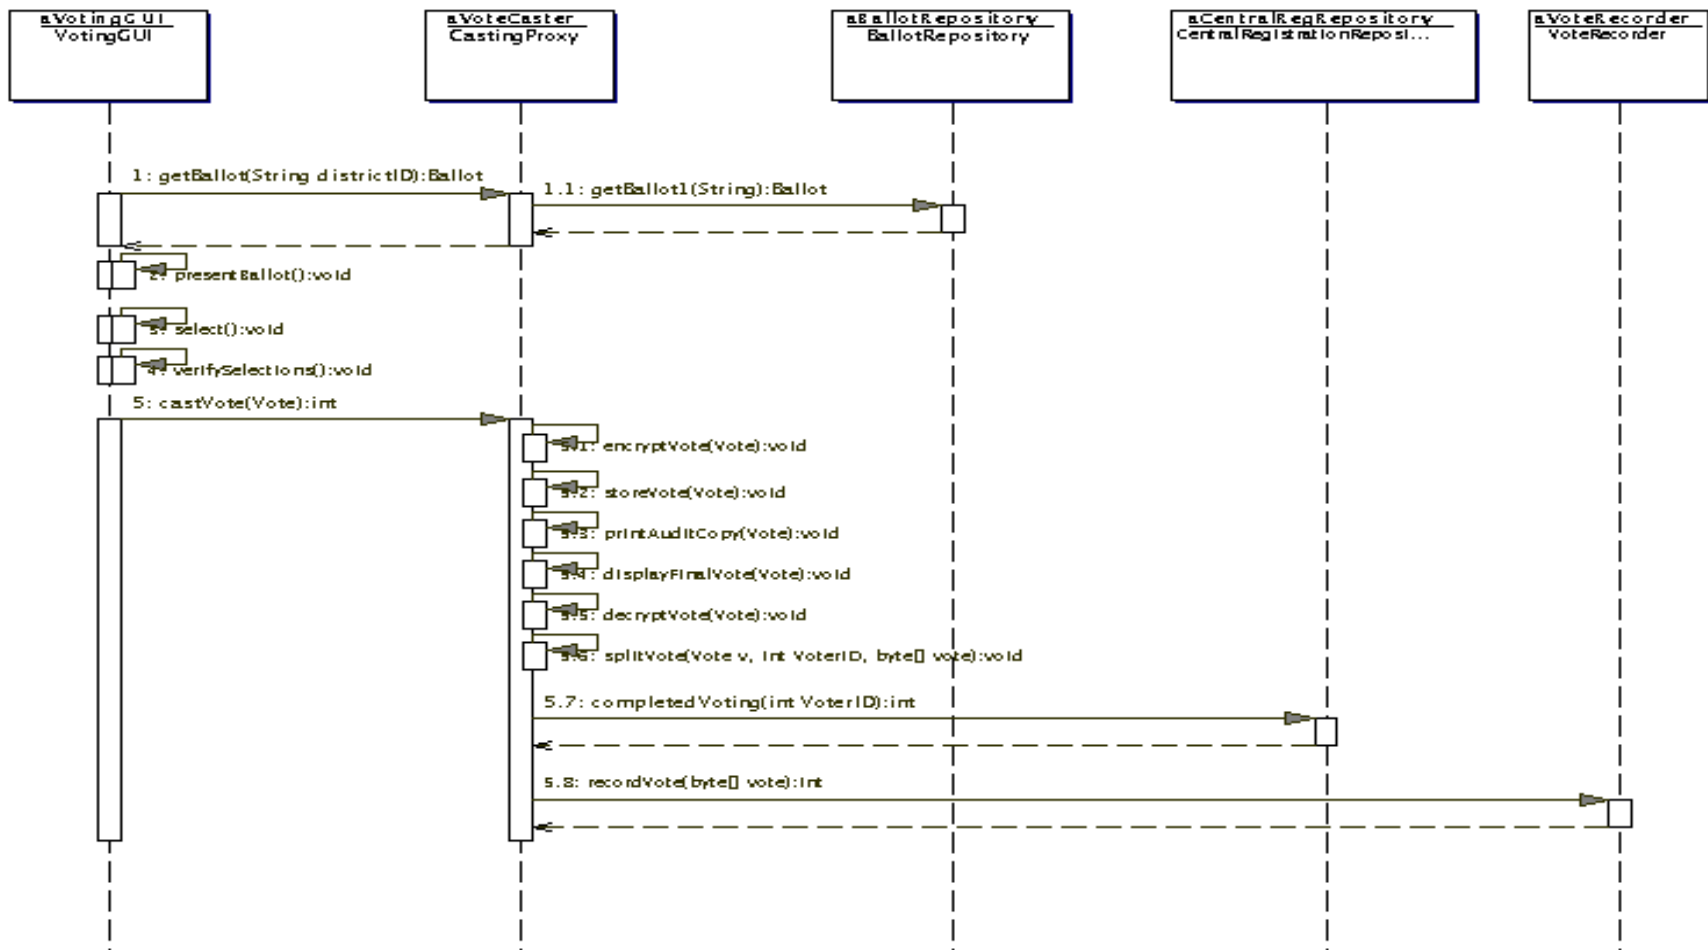 aVotingGUI
VotingGUI
aVoteCaster
CastingProxy
aBallotRepository
BallotRepository
aCentralRegRepository
CentralRegistrationReposi...
aVoteRecorder
VoteRecorder
1: getBallot(String districtID):Ballot
1.1: getBallot1(String):Ballot
2: presentBallot():void
3: select():void
4: verifySelections():void
5: castVote(Vote):int
5.1: encryptVote(Vote):void
5.2: storeVote(Vote):void
5.3: printAuditCopy(Vote):void
5.4: displayFinalVote(Vote):void
5.5: decryptVote(Vote):void
5.6: splitVote(Vote v, int VoterID, byte[] vote):void
5.7: completedVoting(int VoterID):int
5.8: recordVote(byte[] vote):int